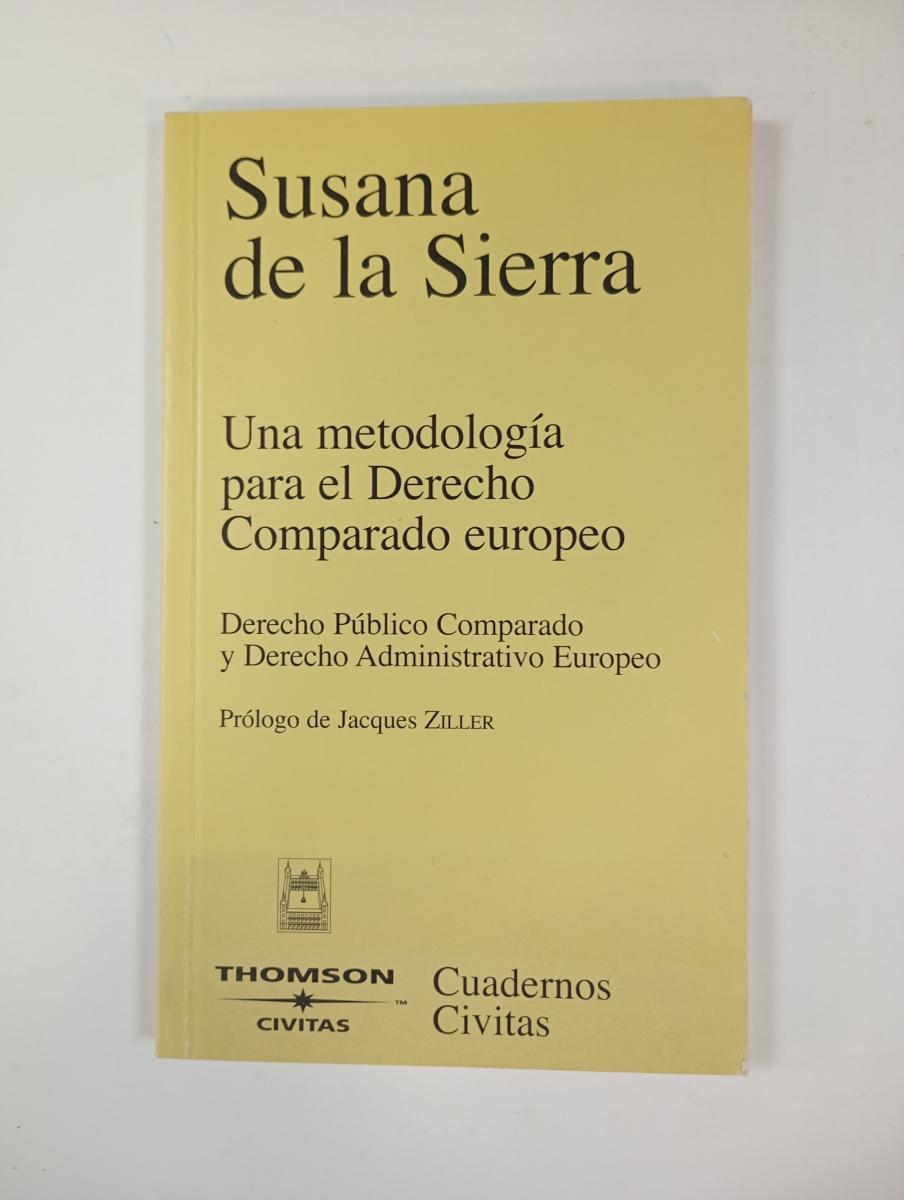 Susana
de la Sierra
Una metodología
para el Derecho
Comparado europeo
Derecho Público Comparado
y Derecho Administrativo Europeo
Prólogo de Jacques ZILLER
THOMSON
™
CIVITAS
Cuadernos
Civitas